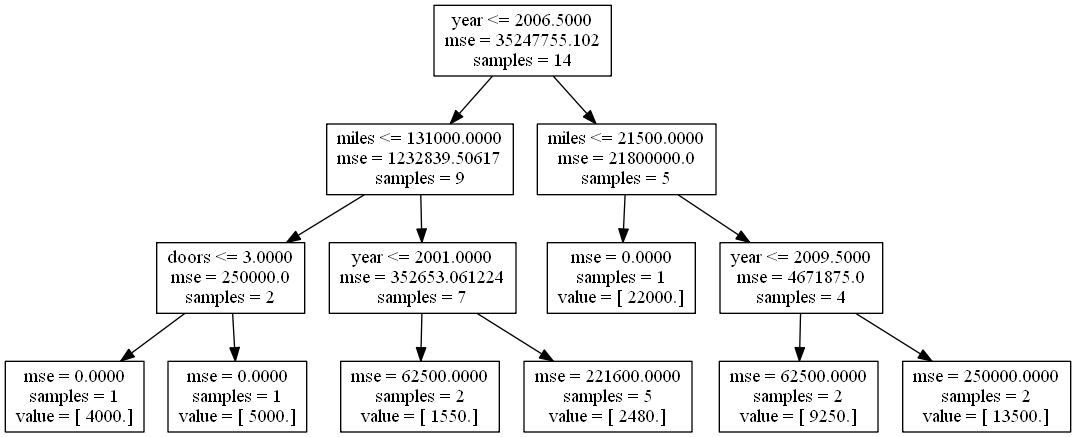 year <= 2006.5000
mse = 35247755.102
samples = 14
miles <= 131000.0000
mse = 1232839.50617
samples = 9
miles <= 21500.0000
mse = 21800000.0
samples = 5
doors <= 3.0000
mse = 250000.0
samples = 2
year <= 2001.0000
mse = 352653.061224
samples = 7
mse = 0.0000
samples = 1
value = [ 22000.]
year <= 2009.5000
mse = 4671875.0
samples = 4
mse = 0.0000
samples = 1
value = [ 4000.]
mse = 0.0000
samples = 1
value = [ 5000.]
mse = 62500.0000
samples = 2
value = [ 1550.]
mse = 221600.0000
samples = 5
value = [ 2480.]
mse = 62500.0000
samples = 2
value = [ 9250.]
mse = 250000.0000
samples = 2
value = [ 13500.]